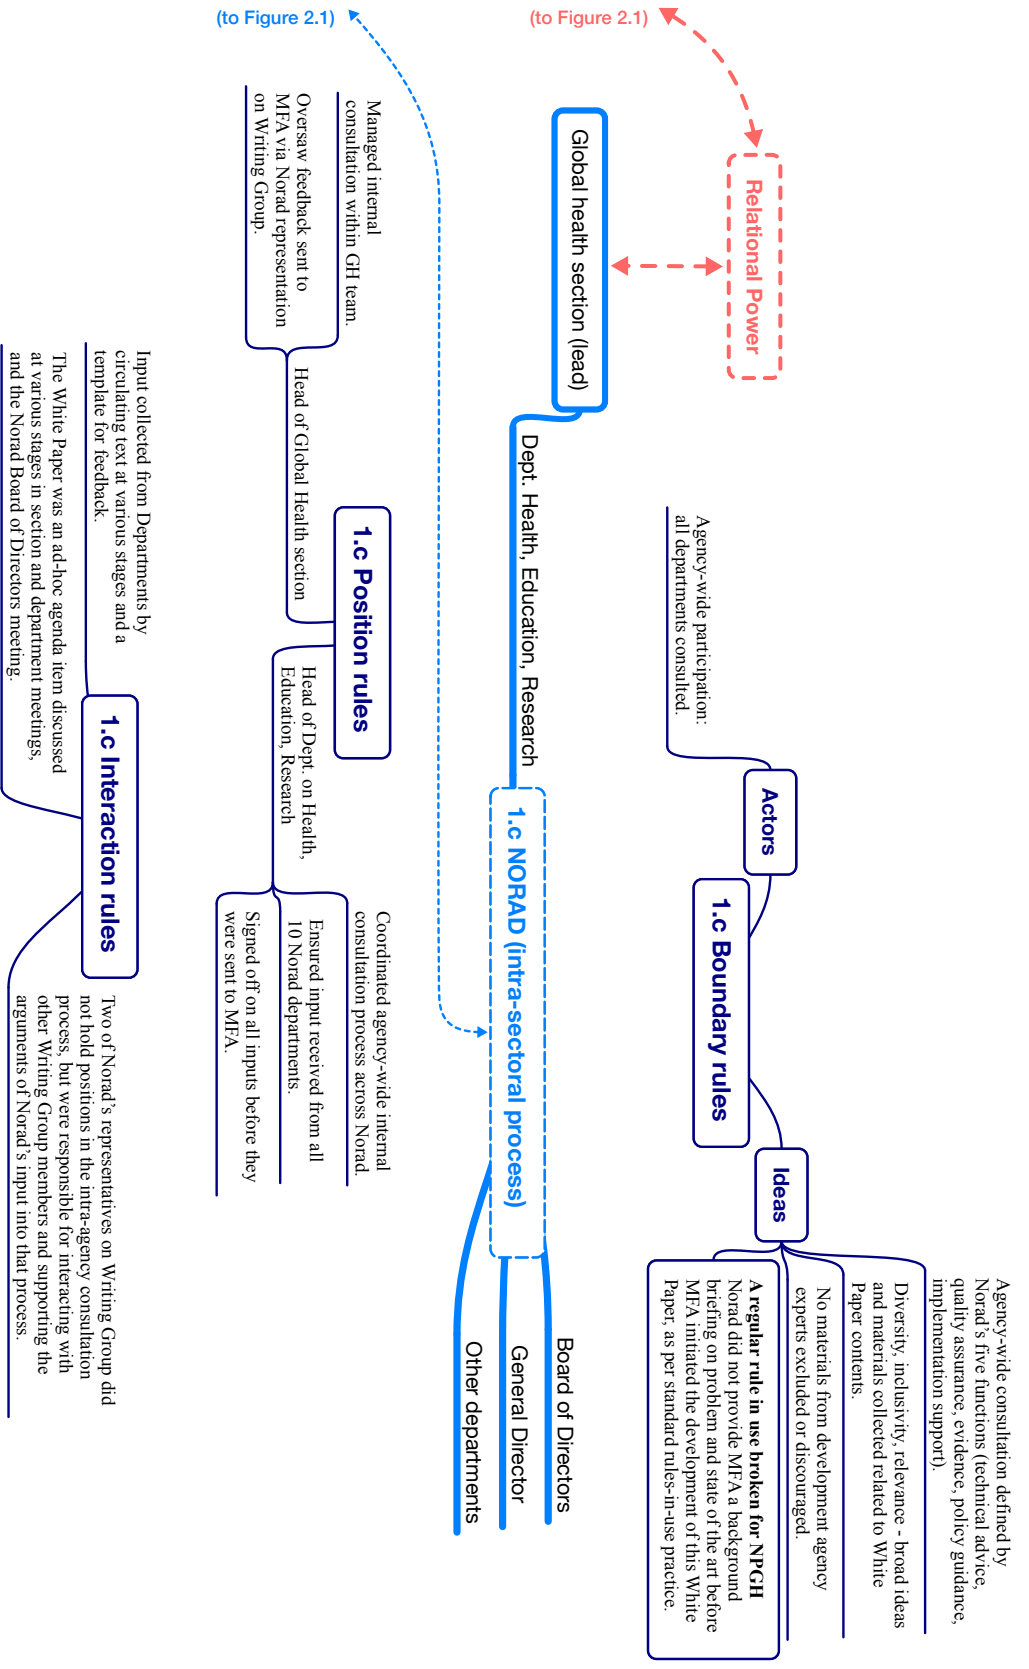 Agency-wide consultation defined by
Norad's five functions (technical advice,
quality assurance, evidence, policy guidance,
implementation support).
Diversity, inclusivity, relevance - broad ideas
and materials collected related to White
Paper contents.
No materials from development agency
experts excluded or discouraged.
A regular rule in use broken for NPGH
Norad did not provide MFA a background
briefing on problem and state of the art before
MFA initiated the development of this White
Paper, as per standard rules-in-use practice.
Ideas
Actors
1.c Boundary rules
Agency-wide participation:
all departments consulted.
Relational Power
(to Figure 2.1)
Global health section (lead)
Dept. Health, Education, Research
1.c NORAD (intra-sectoral process)
Board of Directors
General Director
Other departments
(to Figure 2.1)
1.c Position rules
Managed internal
consultation within GH team.
Oversaw feedback sent to
MFA via Norad representation
on Writing Group.
Head of Global Health section
Head of Dept. on Health,
Education, Research
Coordinated agency-wide internal
consultation process across Norad.
Ensured input received from all
10 Norad departments.
Signed off on all inputs before they
were sent to MFA.
1.c Interaction rules
Input collected from Departments by
circulating text at various stages and a
template for feedback.
The White Paper was an ad-hoc agenda item discussed
at various stages in section and department meetings,
and the Norad Board of Directors meeting.
Two of Norad's representatives on Writing Group did
not hold positions in the intra-agency consultation
process, but were responsible for interacting with
other Writing Group members and supporting the
arguments of Norad's input into that process.